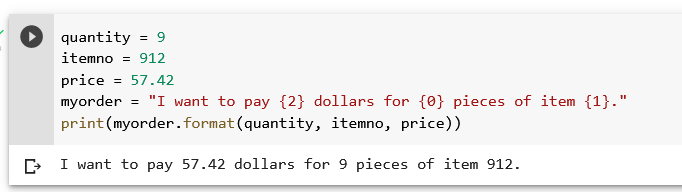 quantity = 9
itemno = 912
price = 57.42
myorder = "I want to pay {2} dollars for {0} pieces of item {1}."
print(myorder.format(quantity, itemno, price))
I want to pay 57.42 dollars for 9 pieces of item 912.